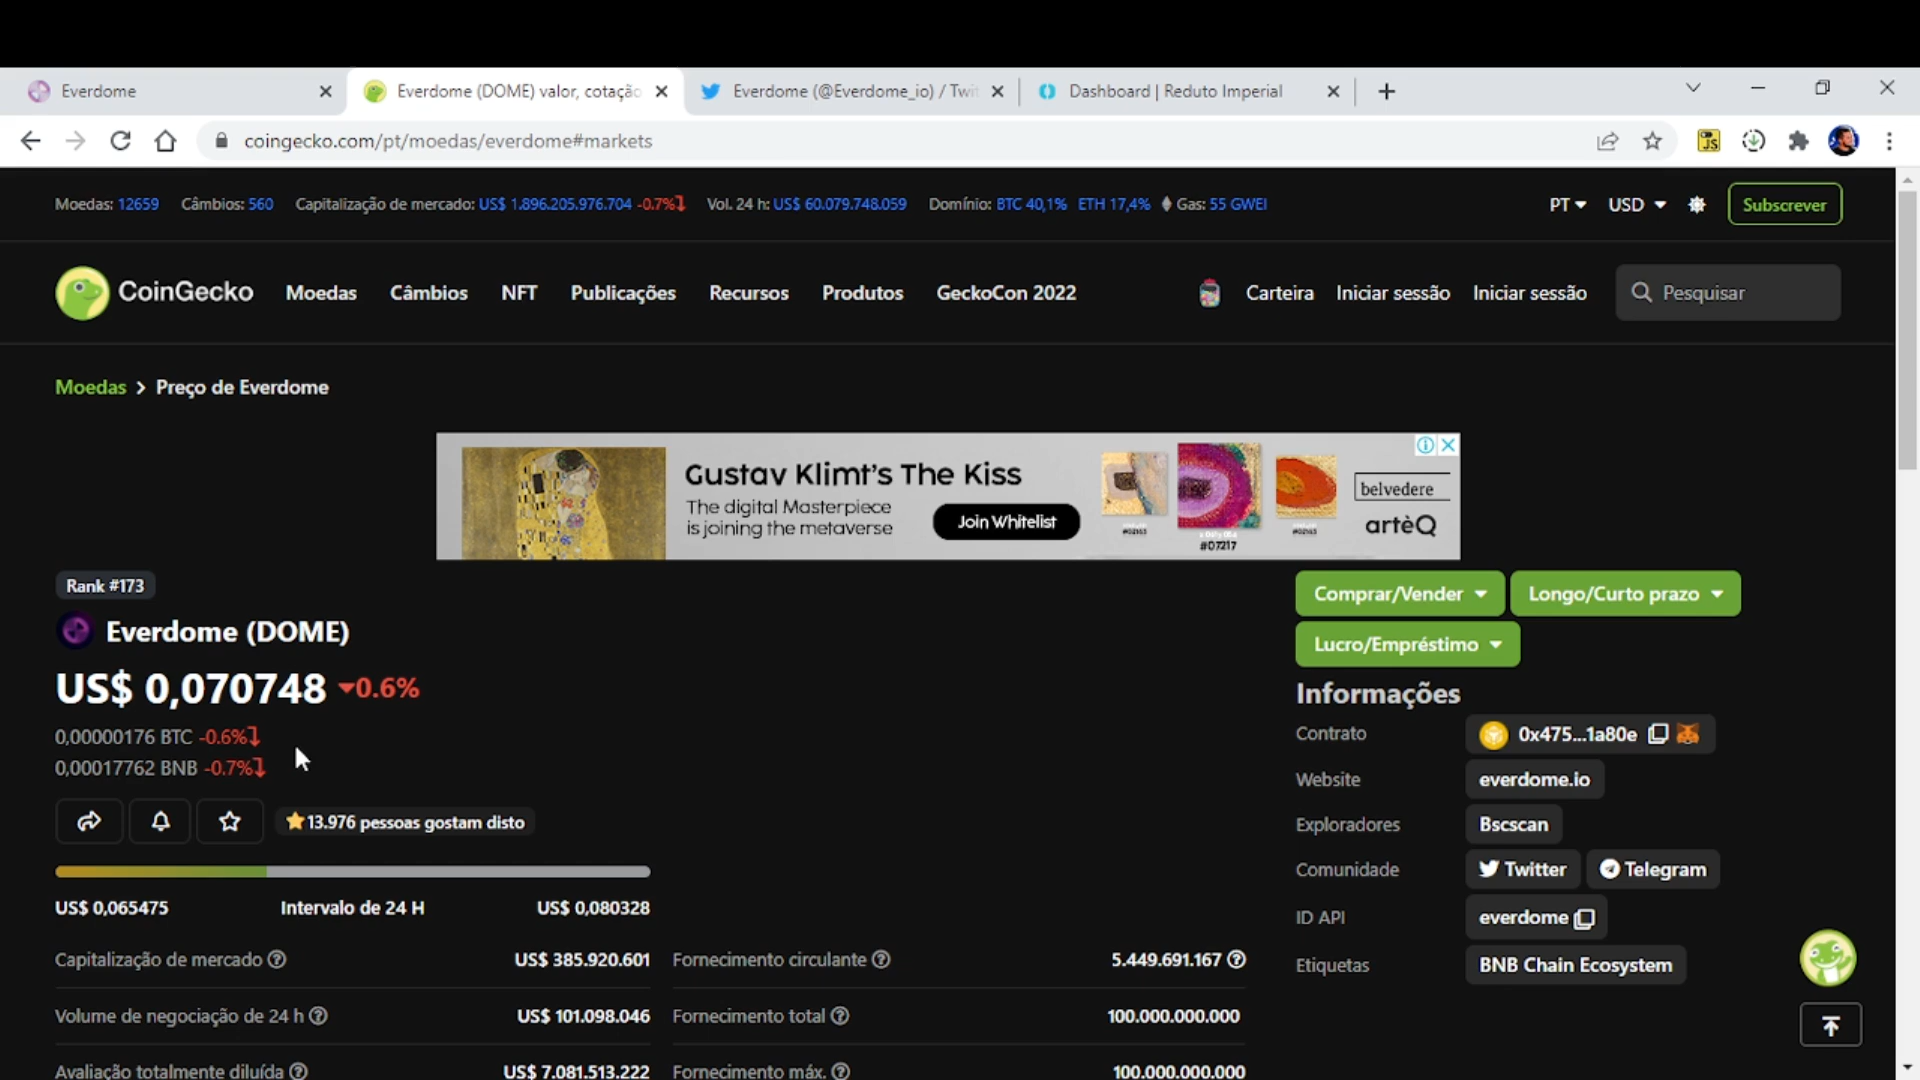 Everdome
Everdome (DOME) valor, cotação
Everdome (@Everdome_io) / Twi
Dashboard | Reduto Imperial
coingecko.com/pt/moedas/everdome#markets
JS
Moedas: 12659 Câmbios: 560 Capitalização de mercado: US$ 1.896.205.976.704 -0.7% Vol. 24 h: US$ 60.079.748.059 Domínio: BTC 40,1% ETH 17,4% Gas: 55 GWEI
PT USD Subscrever
CoinGecko Moedas Câmbios NFT Publicações Recursos Produtos GeckoCon 2022
Carteira Iniciar sessão Iniciar sessão Pesquisar
Moedas > Preço de Everdome
Gustav Klimt's The Kiss
The digital Masterpiece
is joining the metaverse
Join Whitelist
#07217
belvedere
artèQ
Rank #173
Everdome (DOME)
US$ 0,070748 0.6%
0,00000176 BTC -0.6%
0,00017762 BNB -0.7%
13.976 pessoas gostam disto
US$ 0,065475 Intervalo de 24 H US$ 0,080328
Capitalização de mercado US$ 385.920.601
Volume de negociação de 24 h US$ 101.098.046
Avaliação totalmente diluída US$ 7.081.513.222
Fornecimento circulante 5.449.691.167
Fornecimento total 100.000.000.000
Fornecimento máx. 100.000.000.000
Comprar/Vender Longo/Curto prazo
Lucro/Empréstimo
Informações
Contrato 0x475...1a80e
Website everdome.io
Exploradores Bscscan
Comunidade Twitter Telegram
ID API everdome
Etiquetas BNB Chain Ecosystem